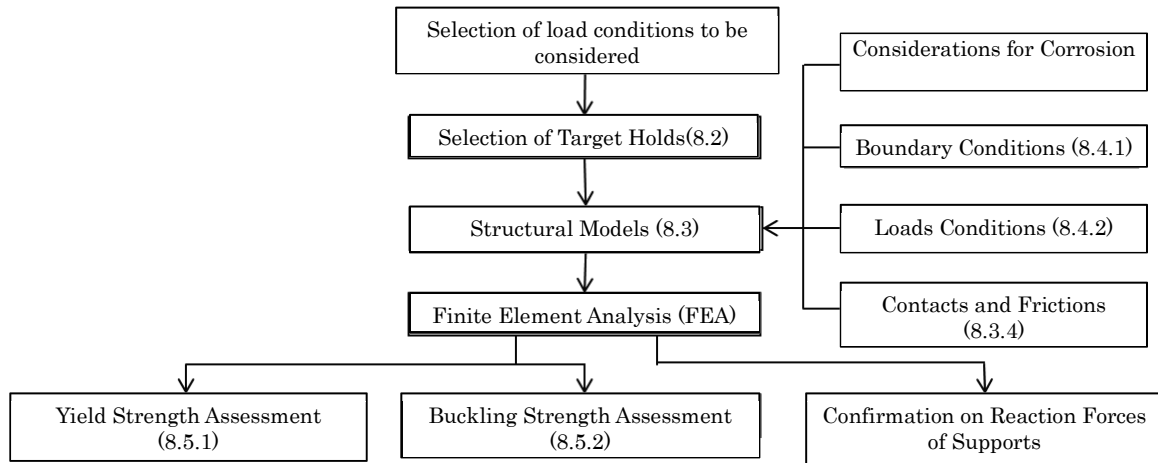 Selection of load conditions to be
considered
Considerations for Corrosion
Selection of Target Holds(8.2)
Boundary Conditions (8.4.1)
Structural Models (8.3)
Loads Conditions (8.4.2)
Finite Element Analysis (FEA)
Contacts and Frictions
(8.3.4)
Yield Strength Assessment
(8.5.1)
Buckling Strength Assessment
(8.5.2)
Confirmation on Reaction Forces
of Supports